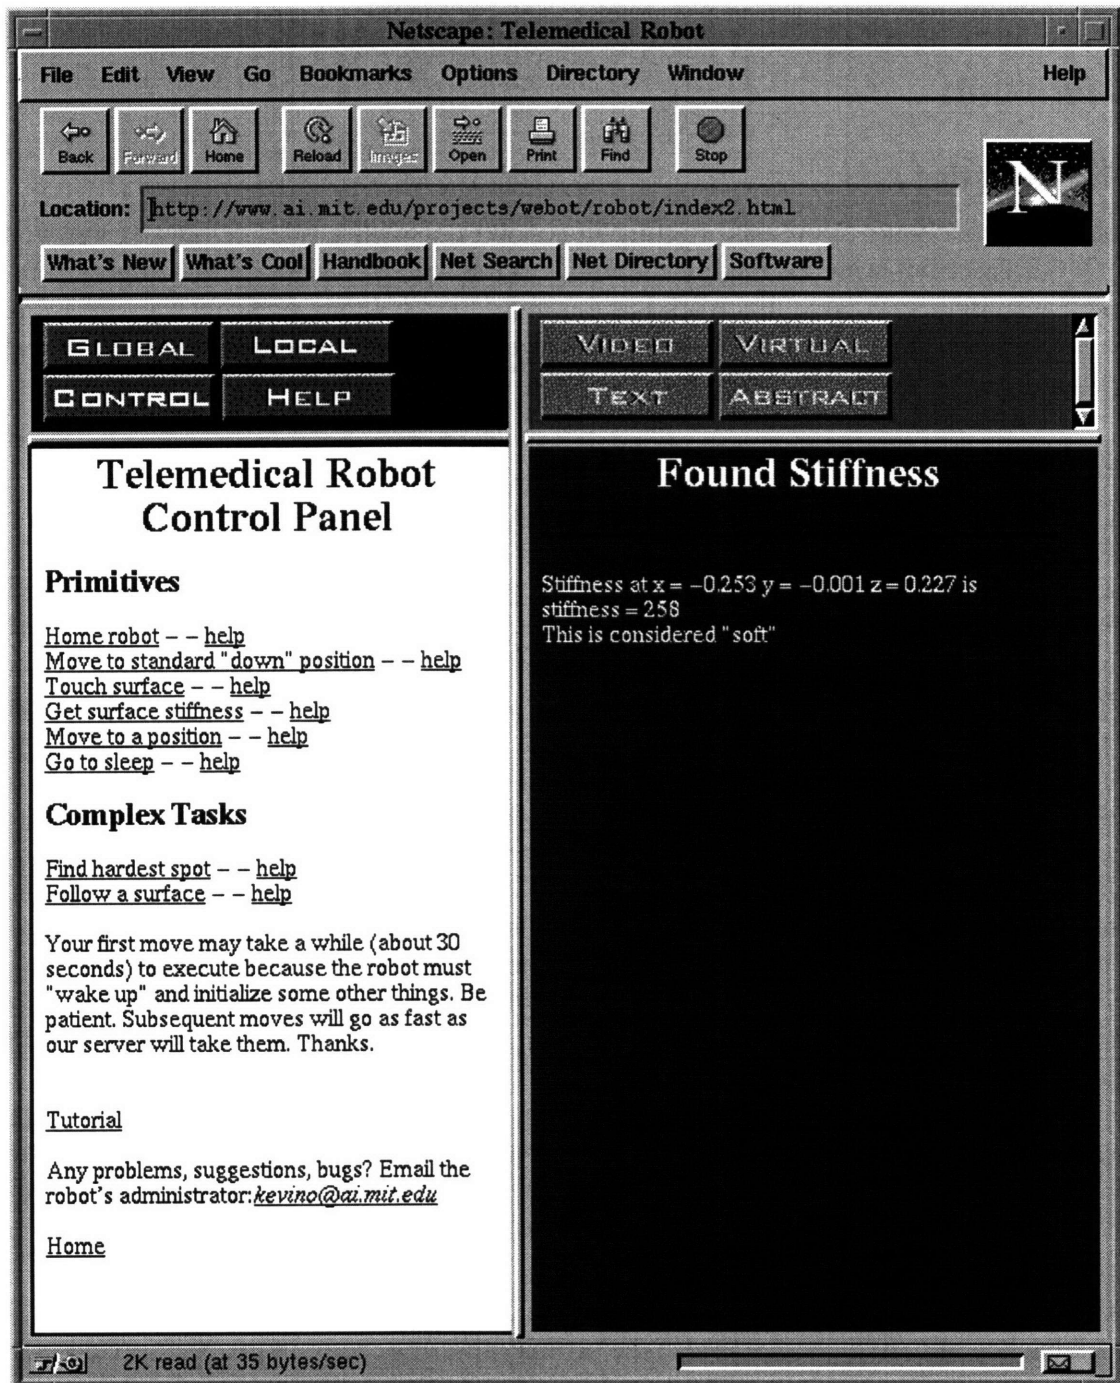 Netscape: Telemedical Robot
File Edit View Go Bookmarks Options Directory Window Help
Back Forward Home Reload Images Open Print Find Stop
N
Location: http://www.ai.mit.edu/projects/webot/robot/index2.html
What's New What's Cool Handbook Net Search Net Directory Software
GLOBAL LOCAL
CONTROL HELP
VIDEO VIRTUAL
TEXT ABSTRACT
Telemedical Robot
Control Panel
Primitives
Home robot – – help
Move to standard "down" position – – help
Touch surface – – help
Get surface stiffness – – help
Move to a position – – help
Go to sleep – – help
Complex Tasks
Find hardest spot – – help
Follow a surface – – help
Your first move may take a while (about 30
seconds) to execute because the robot must
"wake up" and initialize some other things. Be
patient. Subsequent moves will go as fast as
our server will take them. Thanks.
Tutorial
Any problems, suggestions, bugs? Email the
robot's administrator:kevino@ai.mit.edu
Home
Found Stiffness
Stiffness at x = −0.253 y = −0.001 z = 0.227 is
stiffness = 258
This is considered "soft"
2K read (at 35 bytes/sec)